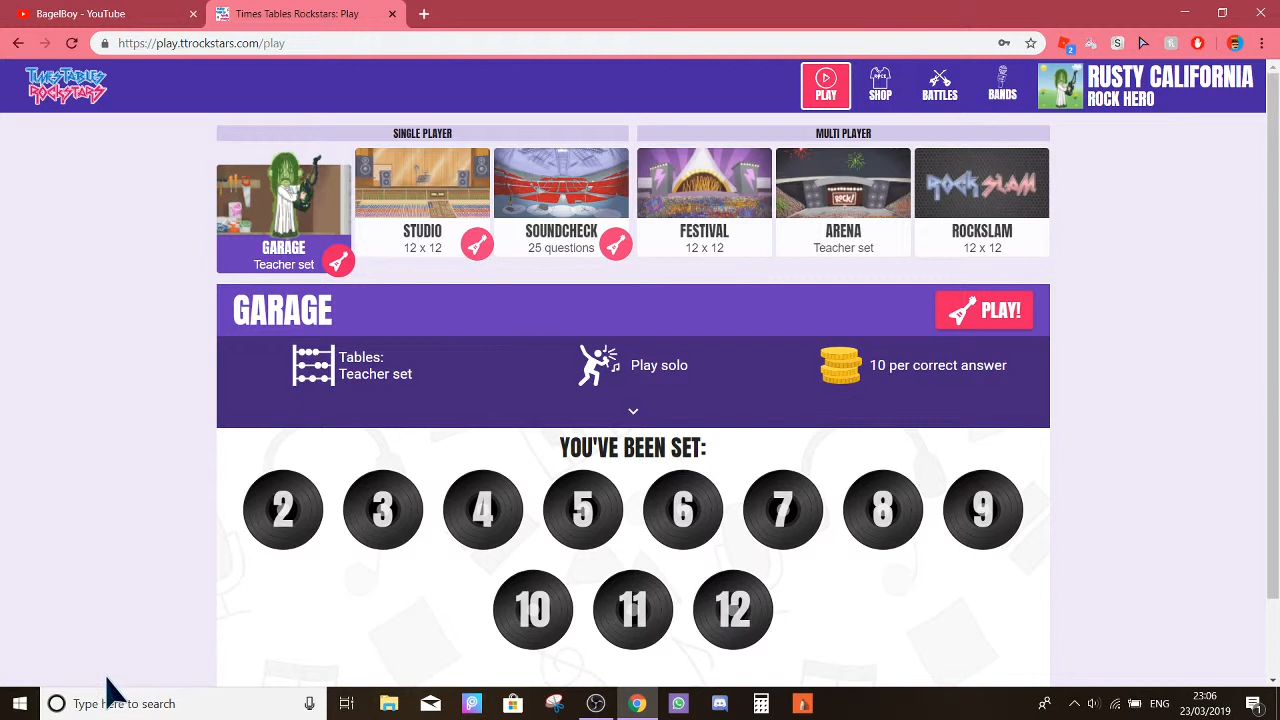 BagelBoy - YouTube
Times Tables Rockstars: Play
https://play.ttrockstars.com/play
2
TIMES TABLES
ROCKSTARS
PLAY
SHOP
BATTLES
BANDS
RUSTY CALIFORNIA
ROCK HERO
SINGLE PLAYER
MULTI PLAYER
GARAGE
Teacher set
STUDIO
12 x 12
SOUNDCHECK
25 questions
FESTIVAL
12 x 12
ROCK!
ARENA
Teacher set
ROCK SLAM
ROCKSLAM
12 x 12
GARAGE
PLAY!
Tables:
Teacher set
Play solo
10 per correct answer
YOU'VE BEEN SET:
2 3 4 5 6 7 8 9
10 11 12
Type here to search
ENG
23:06
23/03/2019